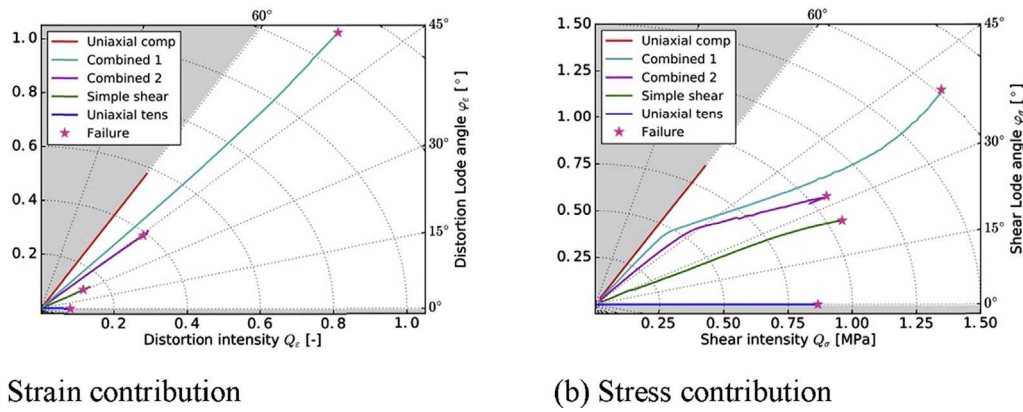 60°
45°
1.0
0.8
0.6
0.4
0.2
Uniaxial comp
Combined 1
Combined 2
Simple shear
Uniaxial tens
Failure
30°
15°
0°
0.2 0.4 0.6 0.8 1.0
Distortion intensity Qε [-]
Distortion Lode angle φε [°]
Strain contribution
60°
45°
1.50
1.25
1.00
0.75
0.50
0.25
Uniaxial comp
Combined 1
Combined 2
Simple shear
Uniaxial tens
Failure
30°
15°
0°
0.25 0.50 0.75 1.00 1.25 1.50
Shear intensity Qσ [MPa]
Shear Lode angle φσ [°]
(b) Stress contribution